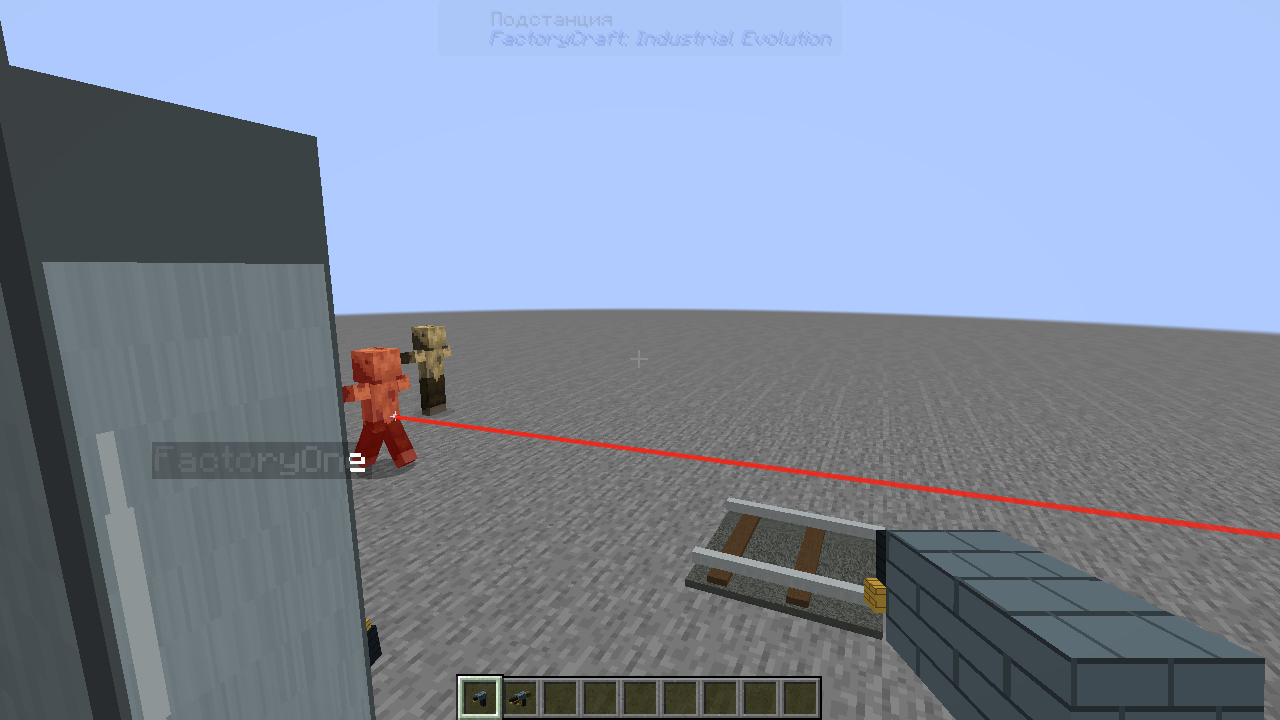 Подстанция
FactoryCraft: Industrial Evolution
FactoryOne